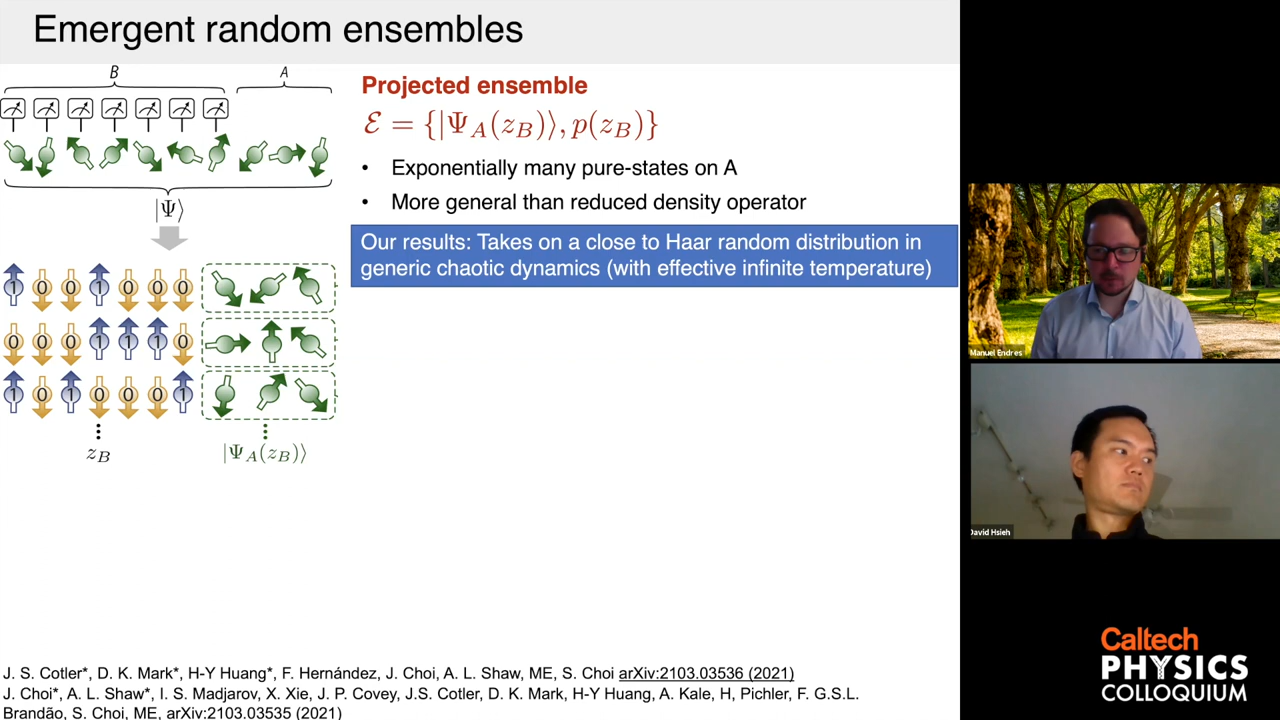 Emergent random ensembles
B
A
|Ψ⟩
1 0 0 1 0 0 0
0 0 0 1 1 1 0
1 0 1 0 0 0 1
z_B
|Ψ_A(z_B)⟩
Projected ensemble
ℰ = {|Ψ_A(z_B)⟩, p(z_B)}
• Exponentially many pure-states on A
• More general than reduced density operator
Our results: Takes on a close to Haar random distribution in
generic chaotic dynamics (with effective infinite temperature)
J. S. Cotler*, D. K. Mark*, H-Y Huang*, F. Hernández, J. Choi, A. L. Shaw, ME, S. Choi arXiv:2103.03536 (2021)
J. Choi*, A. L. Shaw*, I. S. Madjarov, X. Xie, J. P. Covey, J.S. Cotler, D. K. Mark, H-Y Huang, A. Kale, H, Pichler, F. G.S.L.
Brandão, S. Choi, ME, arXiv:2103.03535 (2021)
Manuel Endres
David Hsieh
Caltech
PHYSICS
COLLOQUIUM